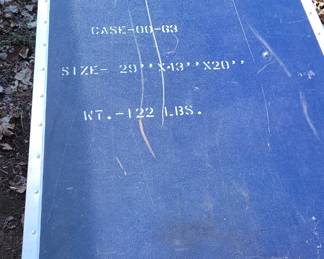 CASE-00-63
SIZE- 29''X43''X20''
WT.-122 LBS.